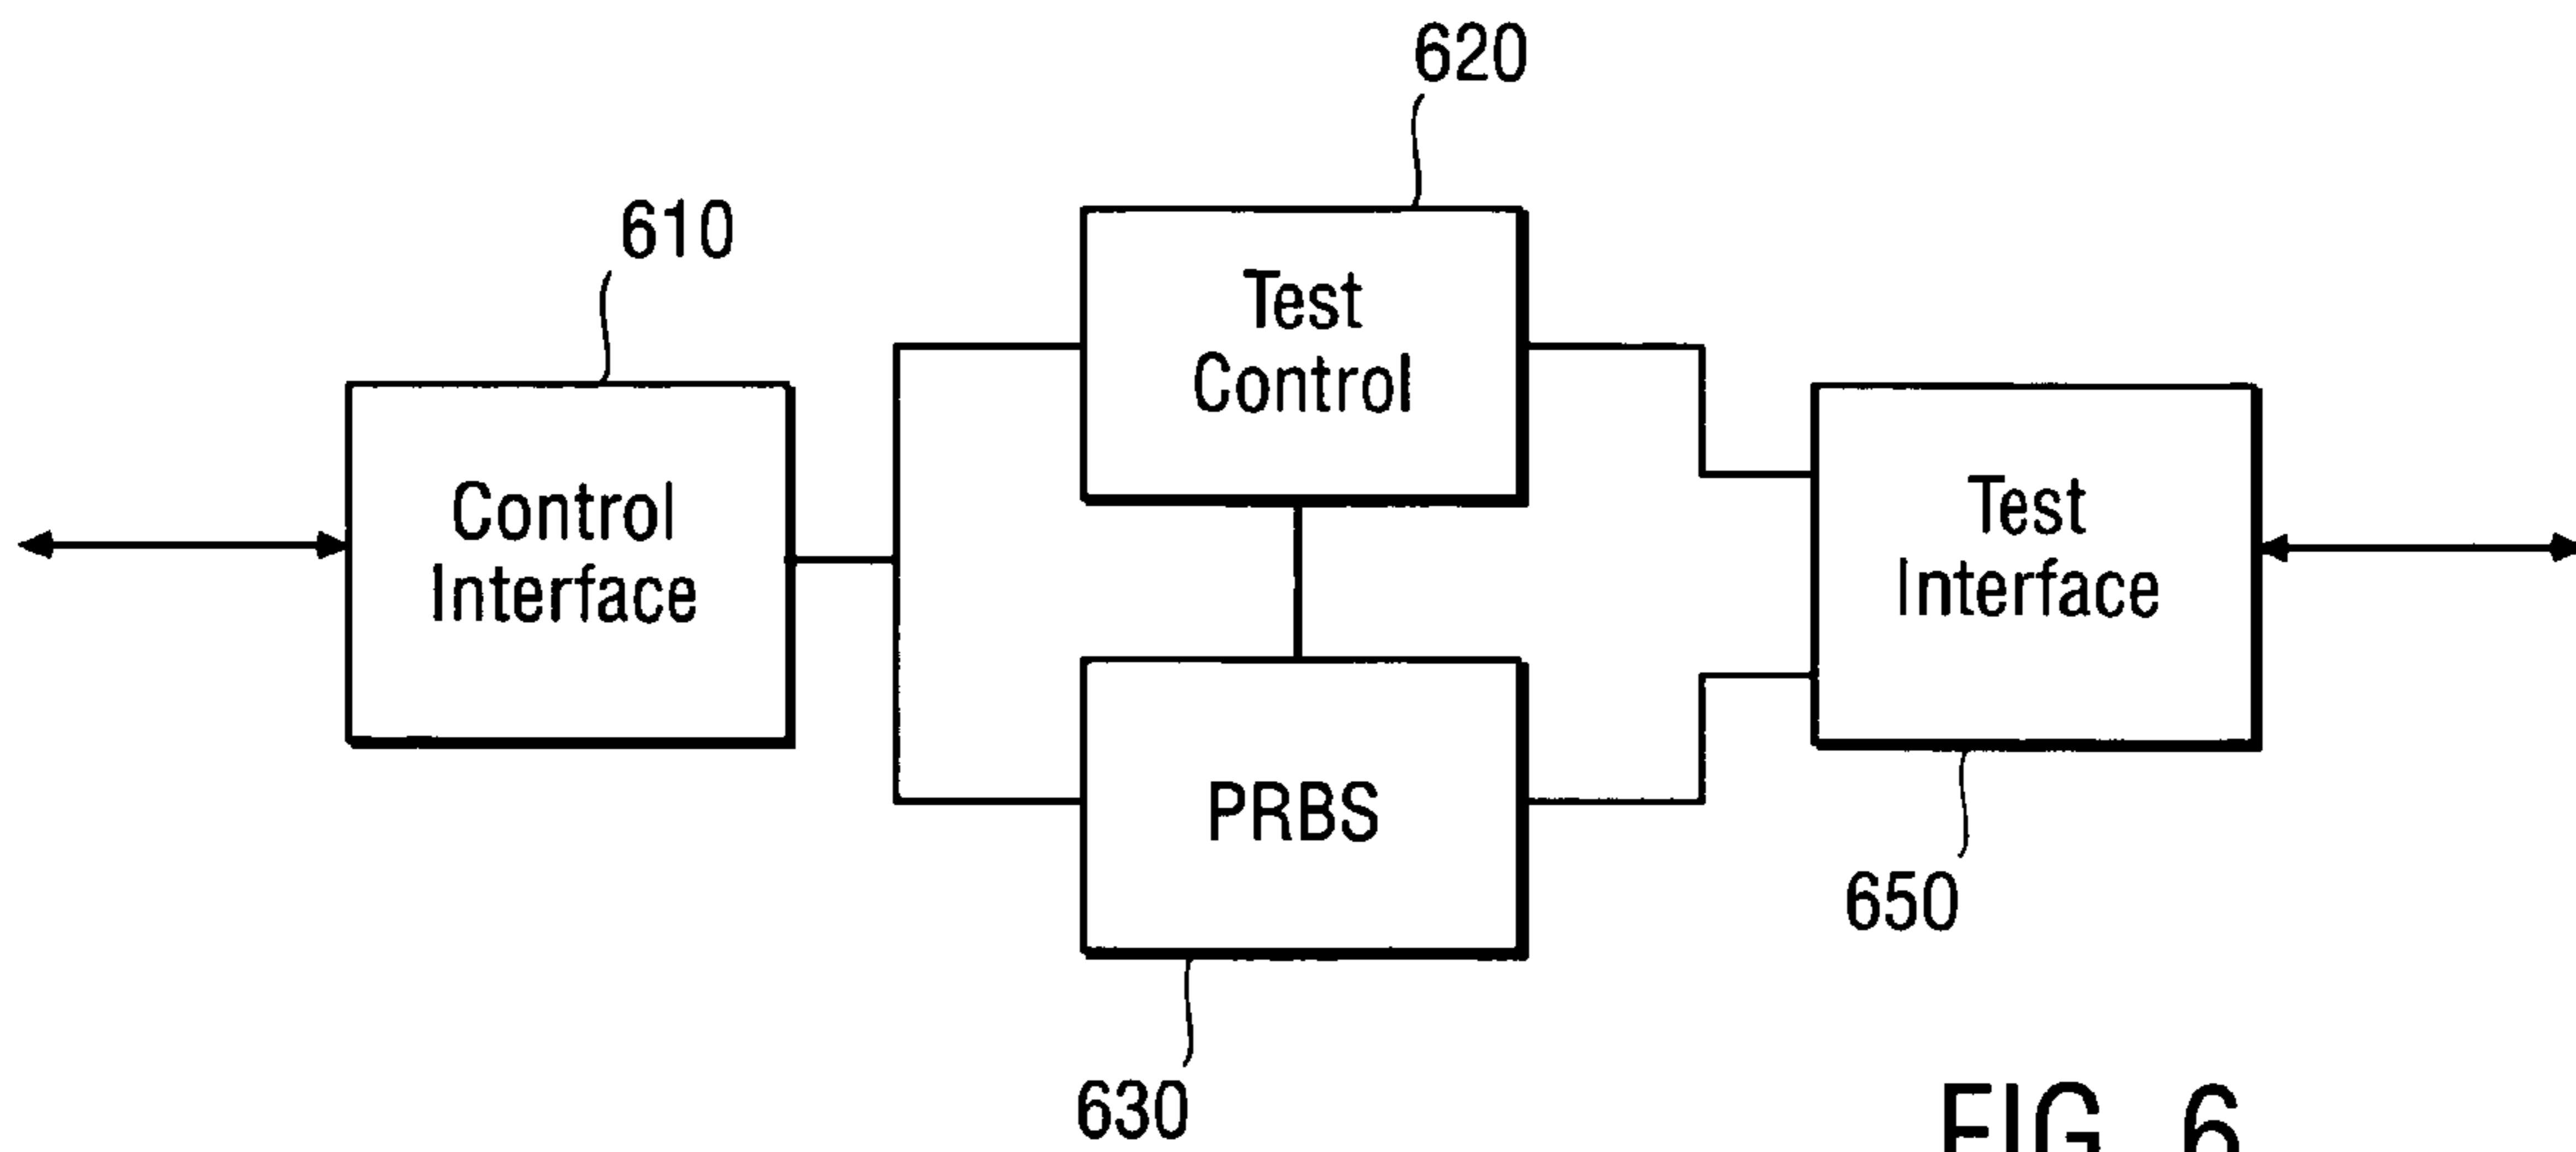 620
610
Test
Control
Control
Interface
Test
Interface
PRBS
650
630
FIG. 6